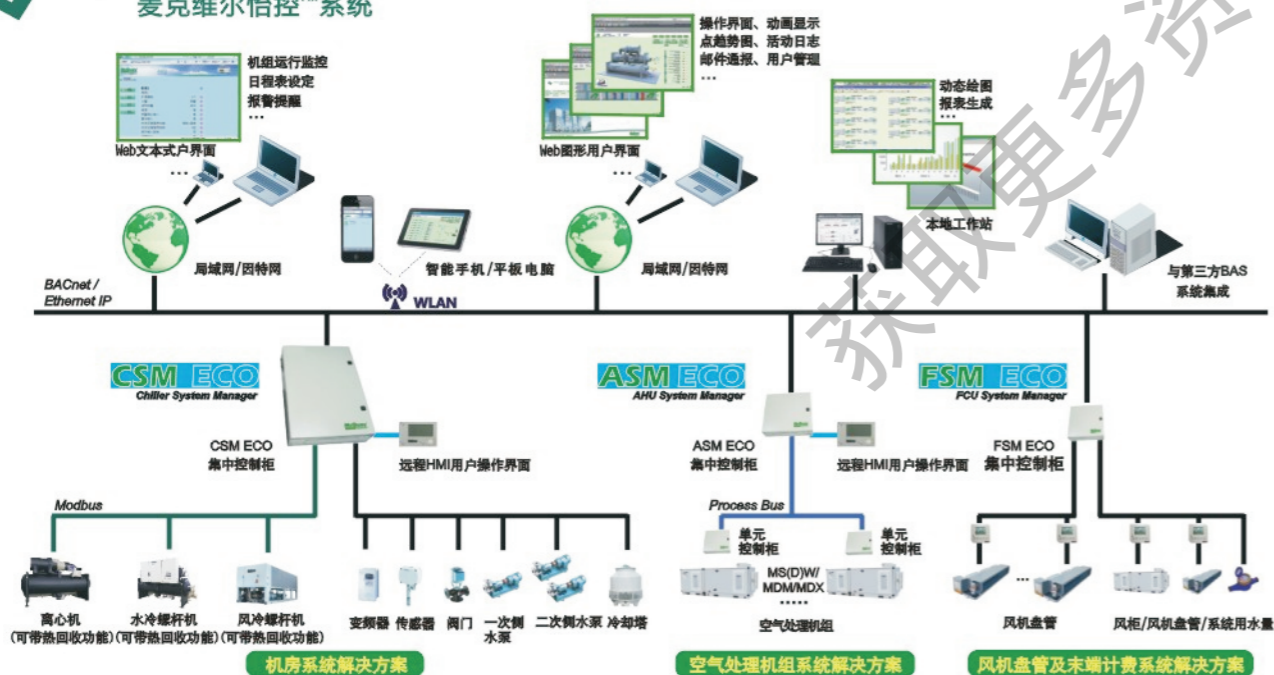 麦克维尔怡控™系统
机组运行监控
日程表设定
报警提醒
...
Web文本式户界面
...
操作界面、动画显示
点趋势图、活动日志
邮件通报、用户管理
...
Web图形用户界面
...
动态绘图
报表生成
...
本地工作站
局域网/因特网
智能手机/平板电脑
局域网/因特网
与第三方BAS
系统集成
BACnet /
Ethernet IP
WLAN
CSM ECO
Chiller System Manager
ASM ECO
AHU System Manager
FSM ECO
FCU System Manager
CSM ECO
集中控制柜
远程HMI用户操作界面
ASM ECO
集中控制柜
远程HMI用户操作界面
FSM ECO
集中控制柜
Modbus
Process Bus
单元
控制柜
单元
控制柜
MS(D)W/
MDM/MDX
.....
空气处理机组
离心机
(可带热回收功能)
水冷螺杆机
(可带热回收功能)
风冷螺杆机
(可带热回收功能)
变频器
传感器
阀门
一次侧
水泵
二次侧水泵
冷却塔
...
风机盘管
风柜/风机盘管/系统用水量
机房系统解决方案
空气处理机组系统解决方案
风机盘管及末端计费系统解决方案
获取更多资